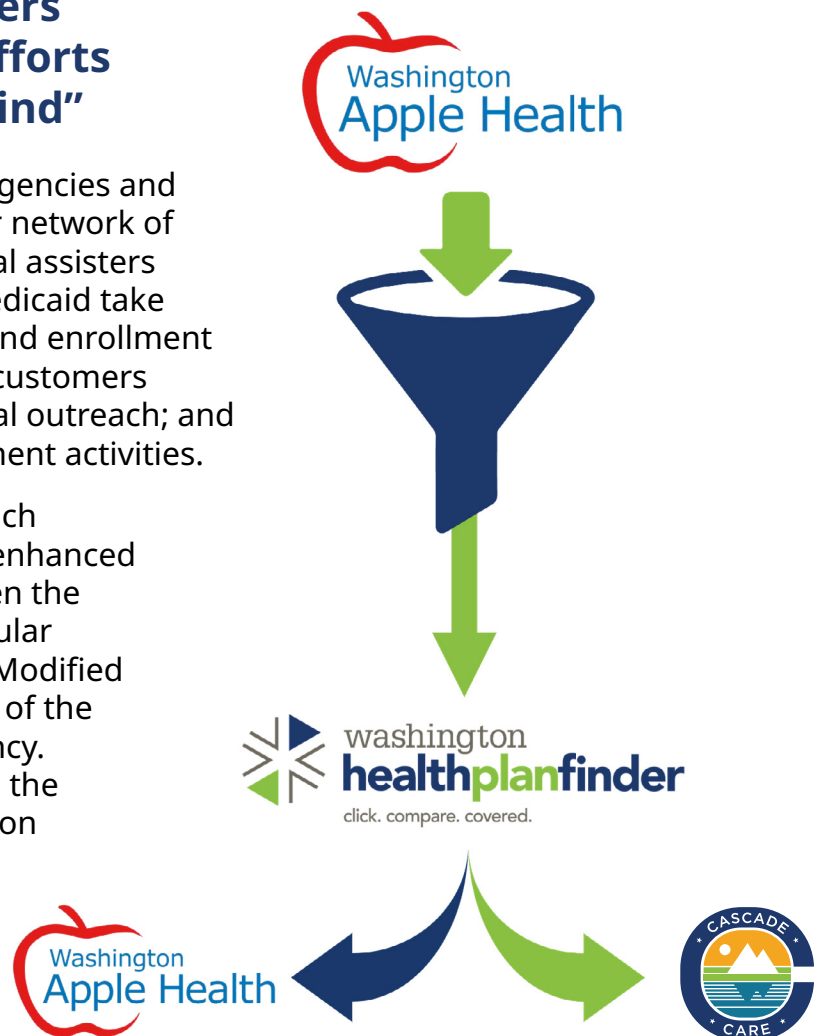 ers
fforts
ind”
gencies and
r network of
al assisters
edicaid take
nd enrollment
customers
al outreach; and
nent activities.
ch
enhanced
en the
ular
Modified
of the
ncy.
the
on
Washington
Apple Health
washington
healthplanfinder
click. compare. covered.
Washington
Apple Health
CASCADE
CARE